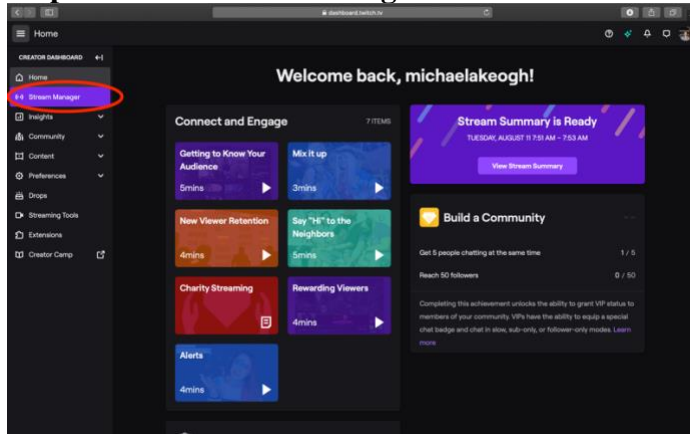 dashboard.twitch.tv
Home
CREATOR DASHBOARD
Home
Stream Manager
Insights
Community
Content
Preferences
Drops
Streaming Tools
Extensions
Creator Camp
Welcome back, michaelakeogh!
Connect and Engage
7 ITEMS
Getting to Know Your
Audience
5mins
Mix it up
3mins
New Viewer Retention
4mins
Say "Hi" to the
Neighbors
5mins
Charity Streaming
Rewarding Viewers
4mins
Alerts
4mins
Stream Summary is Ready
TUESDAY, AUGUST 11 7:51 AM – 7:53 AM
View Stream Summary
Build a Community
Get 5 people chatting at the same time
1 / 5
Reach 50 followers
0 / 50
Completing this achievement unlocks the ability to grant VIP status to
members of your community. VIPs have the ability to equip a special
chat badge and chat in slow, sub-only, or follower-only modes. Learn
more